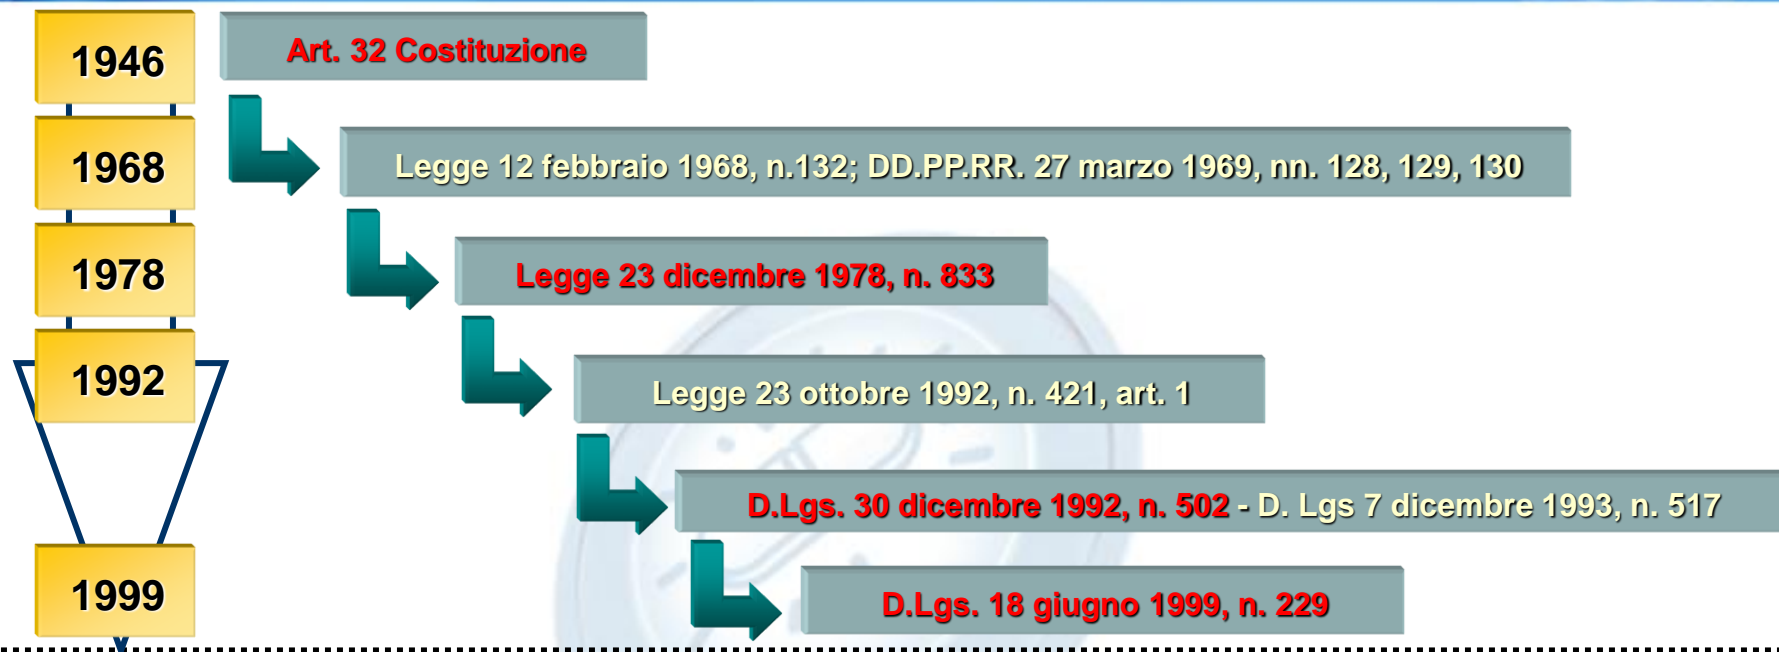 1946
Art. 32 Costituzione
1968
Legge 12 febbraio 1968, n.132; DD.PP.RR. 27 marzo 1969, nn. 128, 129, 130
1978
Legge 23 dicembre 1978, n. 833
1992
Legge 23 ottobre 1992, n. 421, art. 1
D.Lgs. 30 dicembre 1992, n. 502 - D. Lgs 7 dicembre 1993, n. 517
1999
D.Lgs. 18 giugno 1999, n. 229